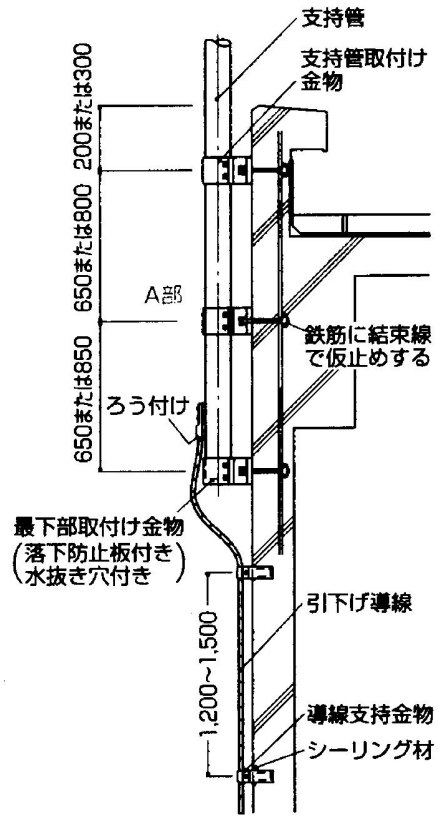 支持管
支持管取付け
金物
200または300
650または800
A部
鉄筋に結束線
で仮止めする
650または850
ろう付け
最下部取付け金物
(落下防止板付き
水抜き穴付き)
引下げ導線
1,200~1,500
導線支持金物
シーリング材